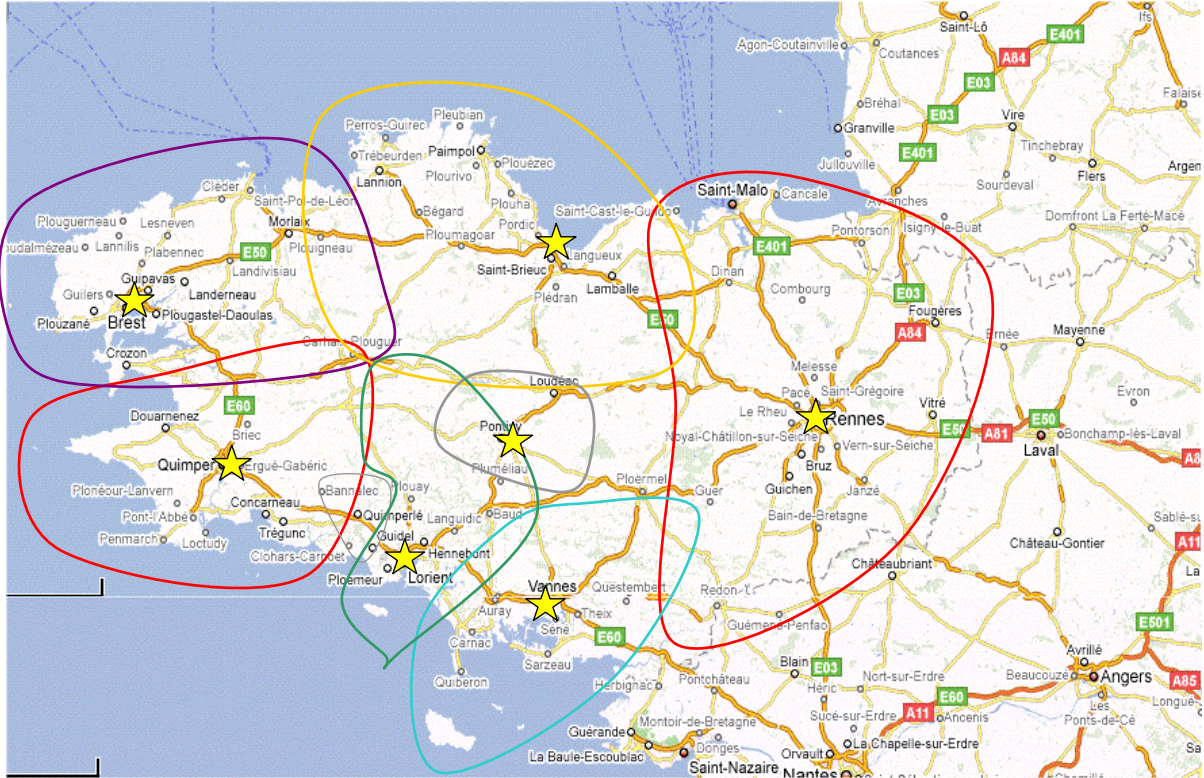 Saint-Lô
Ifs
E401
Agon-Coutainville
Coutances
A84
E03
Bréhal
Falaise
E03
Vire
Pleubian
Perros-Guirec
Granville
Tinchebray
E401
Paimpol
Trébeurden
Plouézec
Jullouville
Flers
Argen
Lannion
Plourivo
Sourdeval
Cléder
Saint-Malo
Cancale
Avranches
Saint-Pol-de-Léon
Plouha
Bégard
Saint-Cast-le-Guildo
Domfront
La Ferté-Macé
Plouguerneau
Lesneven
Morlaix
Pordic
Isigny-le-Buat
Pontorson
Ploumagoar
oudalmézeau
Lannilis
Plouigneau
E401
Plabennec
E50
Langueux
Landivisiau
Saint-Brieuc
Dinan
Guipavas
Lamballe
Combourg
E03
Guilers
Landerneau
Plédran
Fougères
Plouzané
Brest
Plougastel-Daoulas
E50
A84
Ernée
Mayenne
Crozon
Carhaix-Plouguer
Melesse
Loudéac
Pacé
Saint-Grégoire
Evron
E60
Le Rheu
Rennes
Vitré
Douarnenez
Pontivy
E50
A81
E50
Bonchamp-lès-Laval
Briec
Noyal-Châtillon-sur-Seiche
Vern-sur-Seiche
Laval
A8
Quimper
Ergué-Gabéric
Pluméliau
Bruz
Ploërmel
Guichen
Janzé
Plonéour-Lanvern
Bannalec
Plouay
Guer
Concarneau
Pont-l'Abbé
Quimperlé
Languidic
Baud
Bain-de-Bretagne
Sablé-su
Trégunc
Penmarch
Loctudy
Guidel
Château-Gontier
A11
Clohars-Carnoët
Hennebont
Châteaubriant
La
Ploemeur
Lorient
Vannes
Questembert
Redon
Auray
Theix
Guémené-Penfao
E501
Séné
E60
Carnac
Avrillé
Sarzeau
Blain
E03
Quiberon
Pontchâteau
Nort-sur-Erdre
Beaucouzé
Angers
A85
Herbignac
Héric
E60
Les
Ponts-de-Cé
Longue-
A11
Ancenis
Montoir-de-Bretagne
Sucé-sur-Erdre
Guérande
Donges
La Chapelle-sur-Erdre
La Baule-Escoublac
Orvault
Saint-Nazaire
Nantes